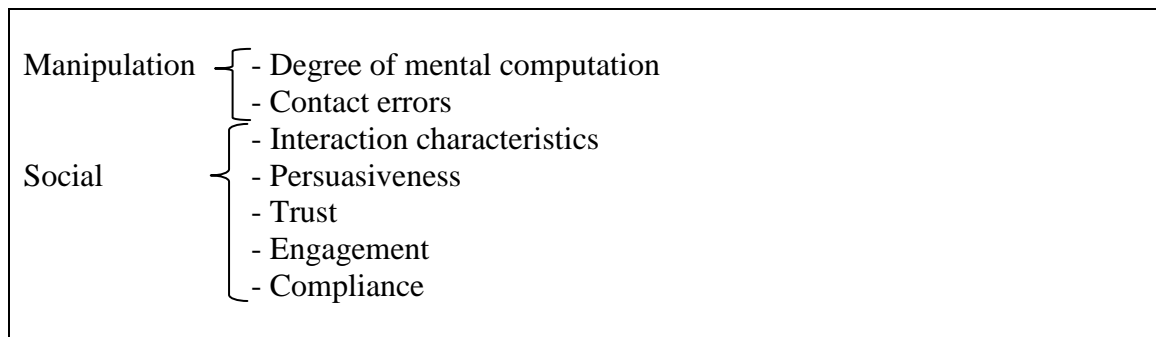 Manipulation - Degree of mental computation
- Contact errors
- Interaction characteristics
Social - Persuasiveness
- Trust
- Engagement
- Compliance